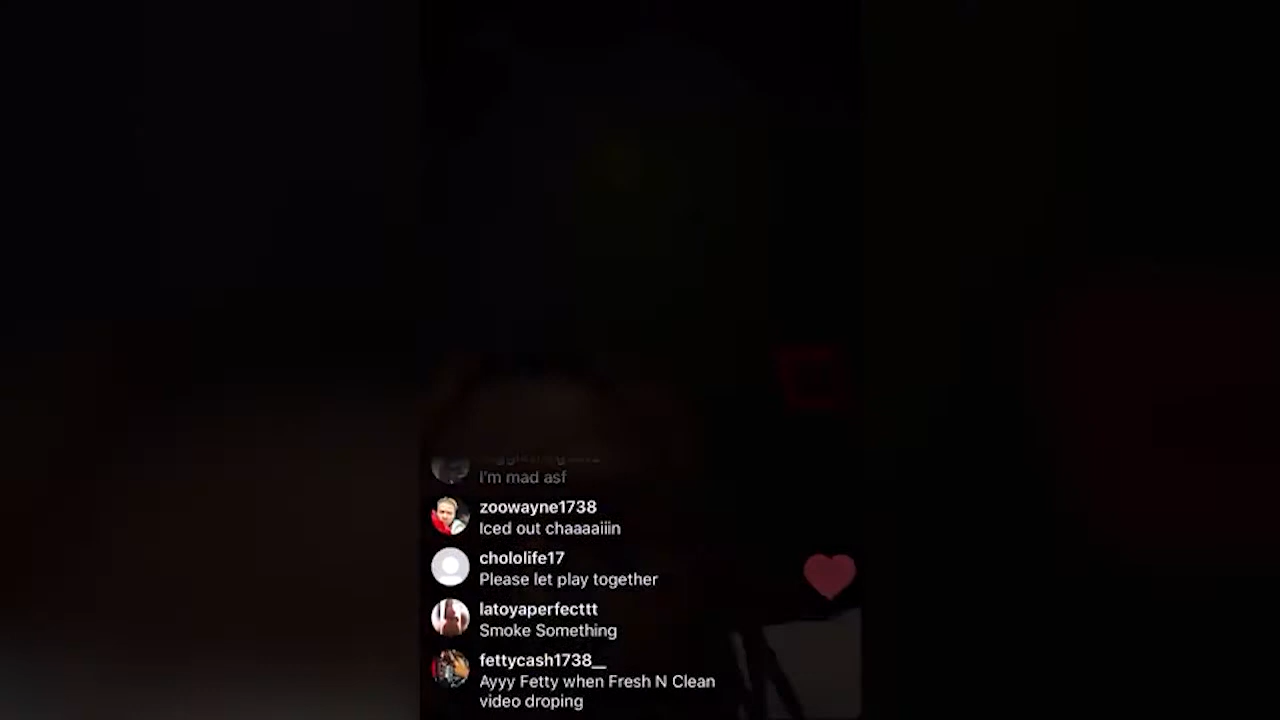 I'm mad asf
zoowayne1738
Iced out chaaaaiiin
chololife17
Please let play together
latoyaperfecttt
Smoke Something
fettycash1738__
Ayyy Fetty when Fresh N Clean
video droping